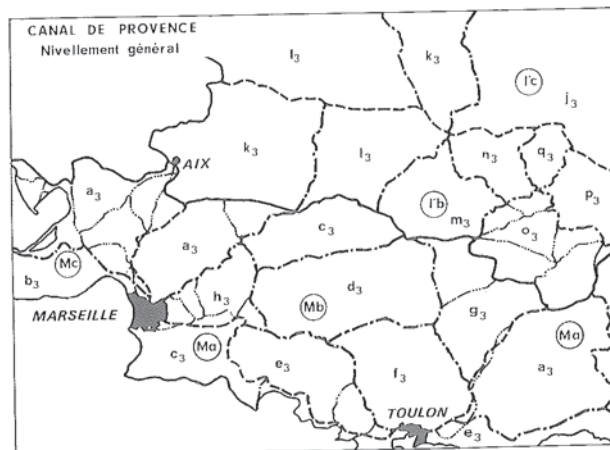 CANAL DE PROVENCE
Nivellement général
l₃
k₃
I'c
j₃
k₃
l₃
n₃
q₃
AIX
a₃
I'b
m₃
p₃
a₃
c₃
o₃
Mc
b₃
h₃
Mb
d₃
g₃
MARSEILLE
c₃
Ma
e₃
f₃
Ma
a₃
TOULON
e₃